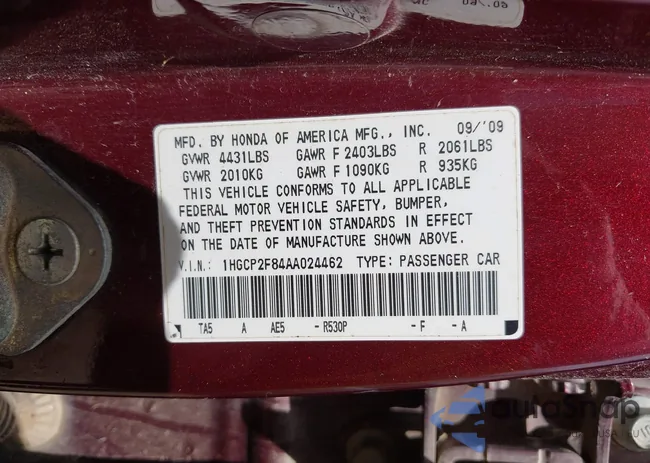 MFD. BY HONDA OF AMERICA MFG., INC. 09/'09
GVWR 4431LBS GAWR F 2403LBS R 2061LBS
GVWR 2010KG GAWR F 1090KG R 935KG
THIS VEHICLE CONFORMS TO ALL APPLICABLE
FEDERAL MOTOR VEHICLE SAFETY, BUMPER,
AND THEFT PREVENTION STANDARDS IN EFFECT
ON THE DATE OF MANUFACTURE SHOWN ABOVE.
V.I.N.: 1HGCP2F84AA024462 TYPE: PASSENGER CAR
TA5 A AE5 -R530P -F -A
autoSnap